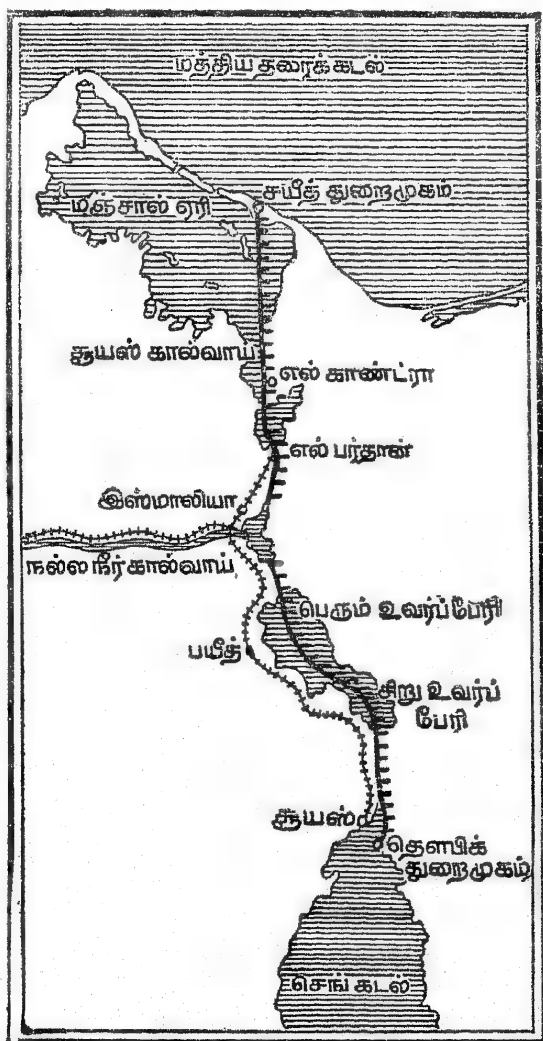 மத்திய தரைக்கடல்
சயீத் துறைமுகம்
மன்சால் ஏரி
சூயஸ் கால்வாய்
எல் காண்ட்ரா
எல் பர்தான்
இஸ்மாலியா
நல்ல நீர் கால்வாய்
பெரும் உவர்ப்பேரி
பயீத்
சிறு உவர்ப்
பேரி
சூயஸ்
தௌபிக்
துறைமுகம்
செங்கடல்